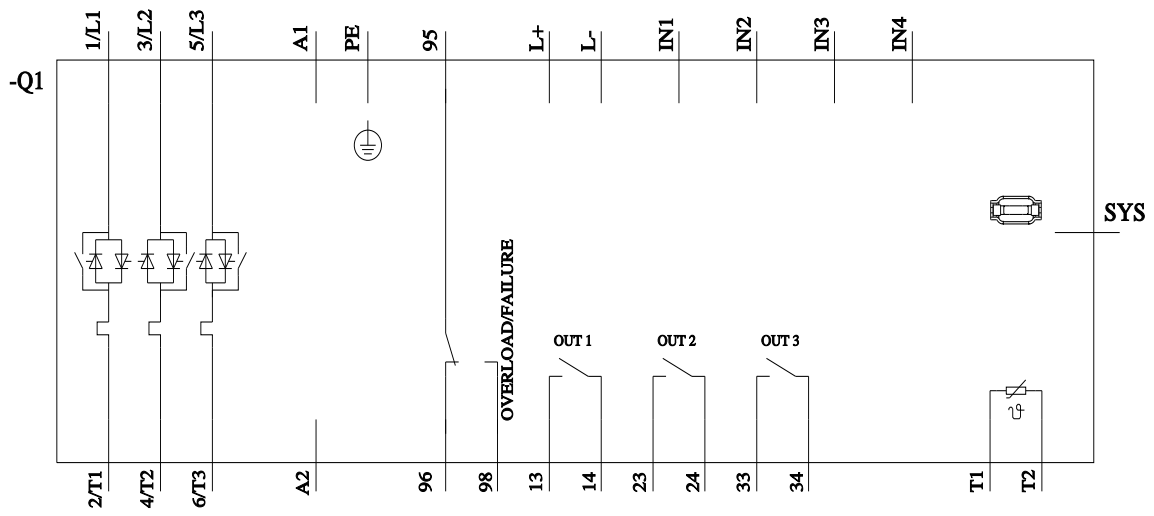 1/L1
3/L2
5/L3
A1
PE
95
L+
L-
IN1
IN2
IN3
IN4
-Q1
SYS
OVERLOAD/FAILURE
OUT 1
OUT 2
OUT 3
ϑ
2/T1
4/T2
6/T3
A2
96
98
13
14
23
24
33
34
T1
T2